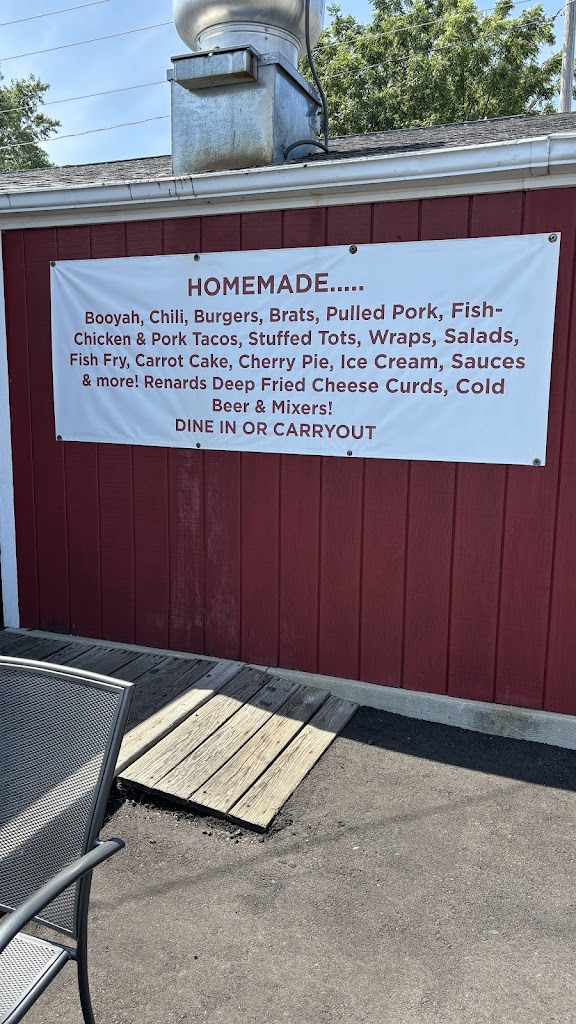 HOMEMADE.....
Booyah, Chili, Burgers, Brats, Pulled Pork, Fish-
Chicken & Pork Tacos, Stuffed Tots, Wraps, Salads,
Fish Fry, Carrot Cake, Cherry Pie, Ice Cream, Sauces
& more! Renards Deep Fried Cheese Curds, Cold
Beer & Mixers!
DINE IN OR CARRYOUT